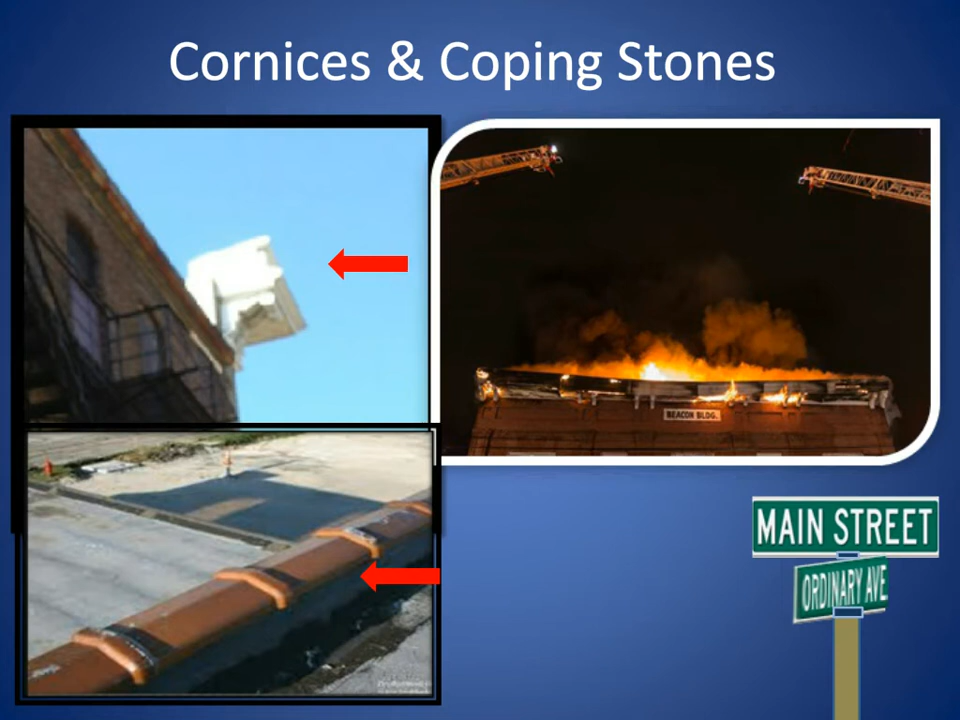 Cornices & Coping Stones
BEACON BLDG.
MAIN STREET
ORDINARY AVE